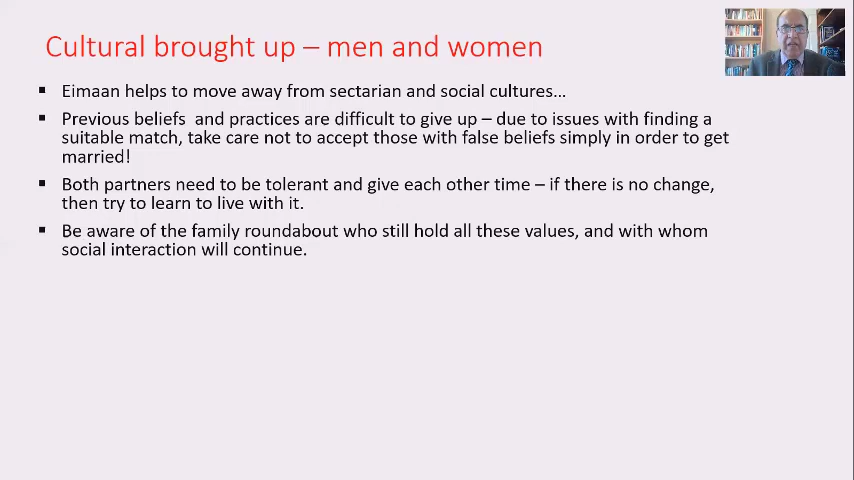 Cultural brought up – men and women
▪ Eimaan helps to move away from sectarian and social cultures…
▪ Previous beliefs and practices are difficult to give up – due to issues with finding a
suitable match, take care not to accept those with false beliefs simply in order to get
married!
▪ Both partners need to be tolerant and give each other time – if there is no change,
then try to learn to live with it.
▪ Be aware of the family roundabout who still hold all these values, and with whom
social interaction will continue.